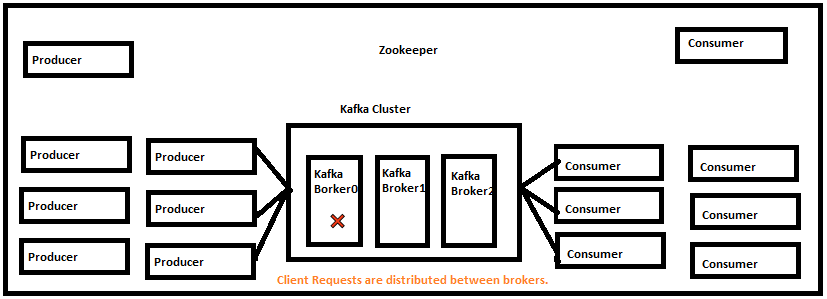 Zookeeper
Producer
Consumer
Kafka Cluster
Producer
Producer
Producer
Producer
Producer
Producer
Kafka
Borker0
Kafka
Broker1
Kafka
Broker2
Consumer
Consumer
Consumer
Consumer
Consumer
Consumer
Client Requests are distributed between brokers.